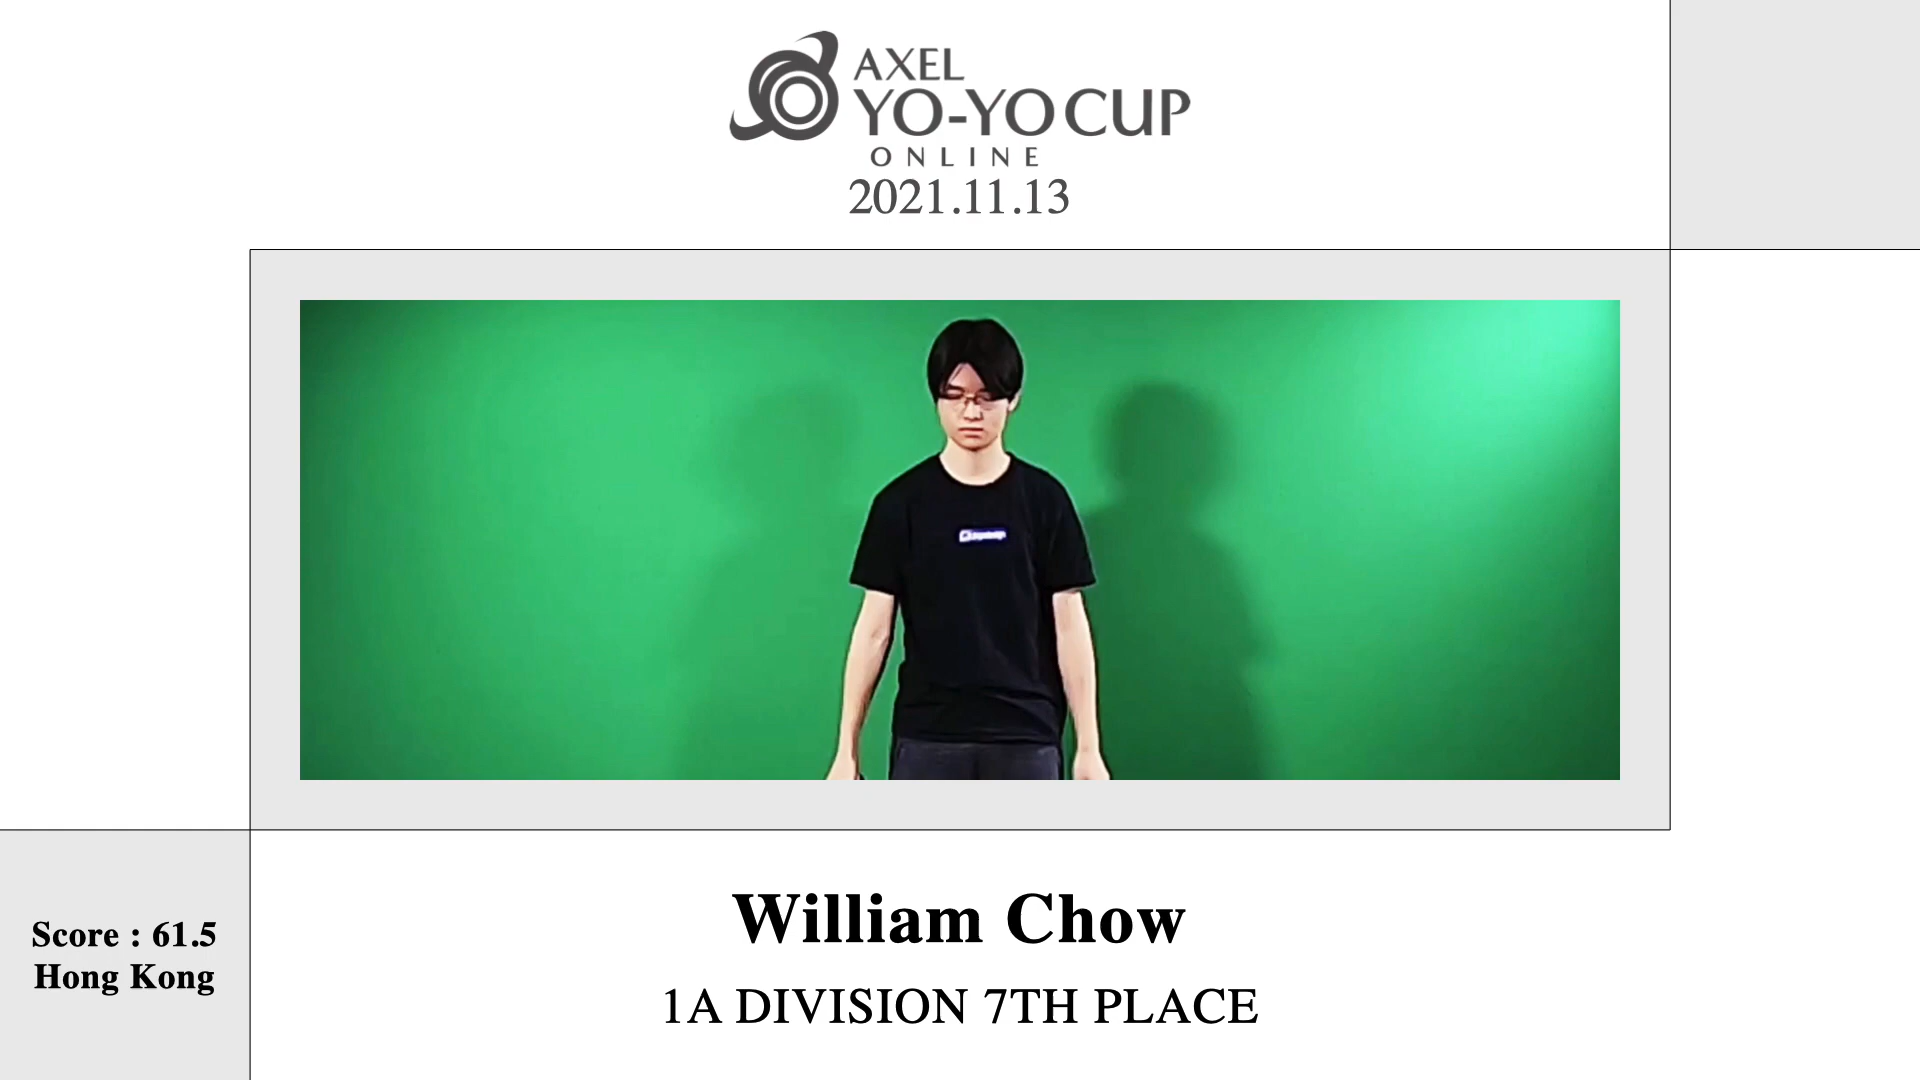 AXEL
YO-YO CUP
ONLINE
2021.11.13
William Chow
1A DIVISION 7TH PLACE
Score : 61.5
Hong Kong